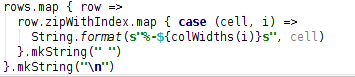 rows.map { row =>
  row.zipWithIndex.map { case (cell, i) =>
    String.format(s"%-${colWidths(i)}s", cell)
  }.mkString(" ")
}.mkString("\n")